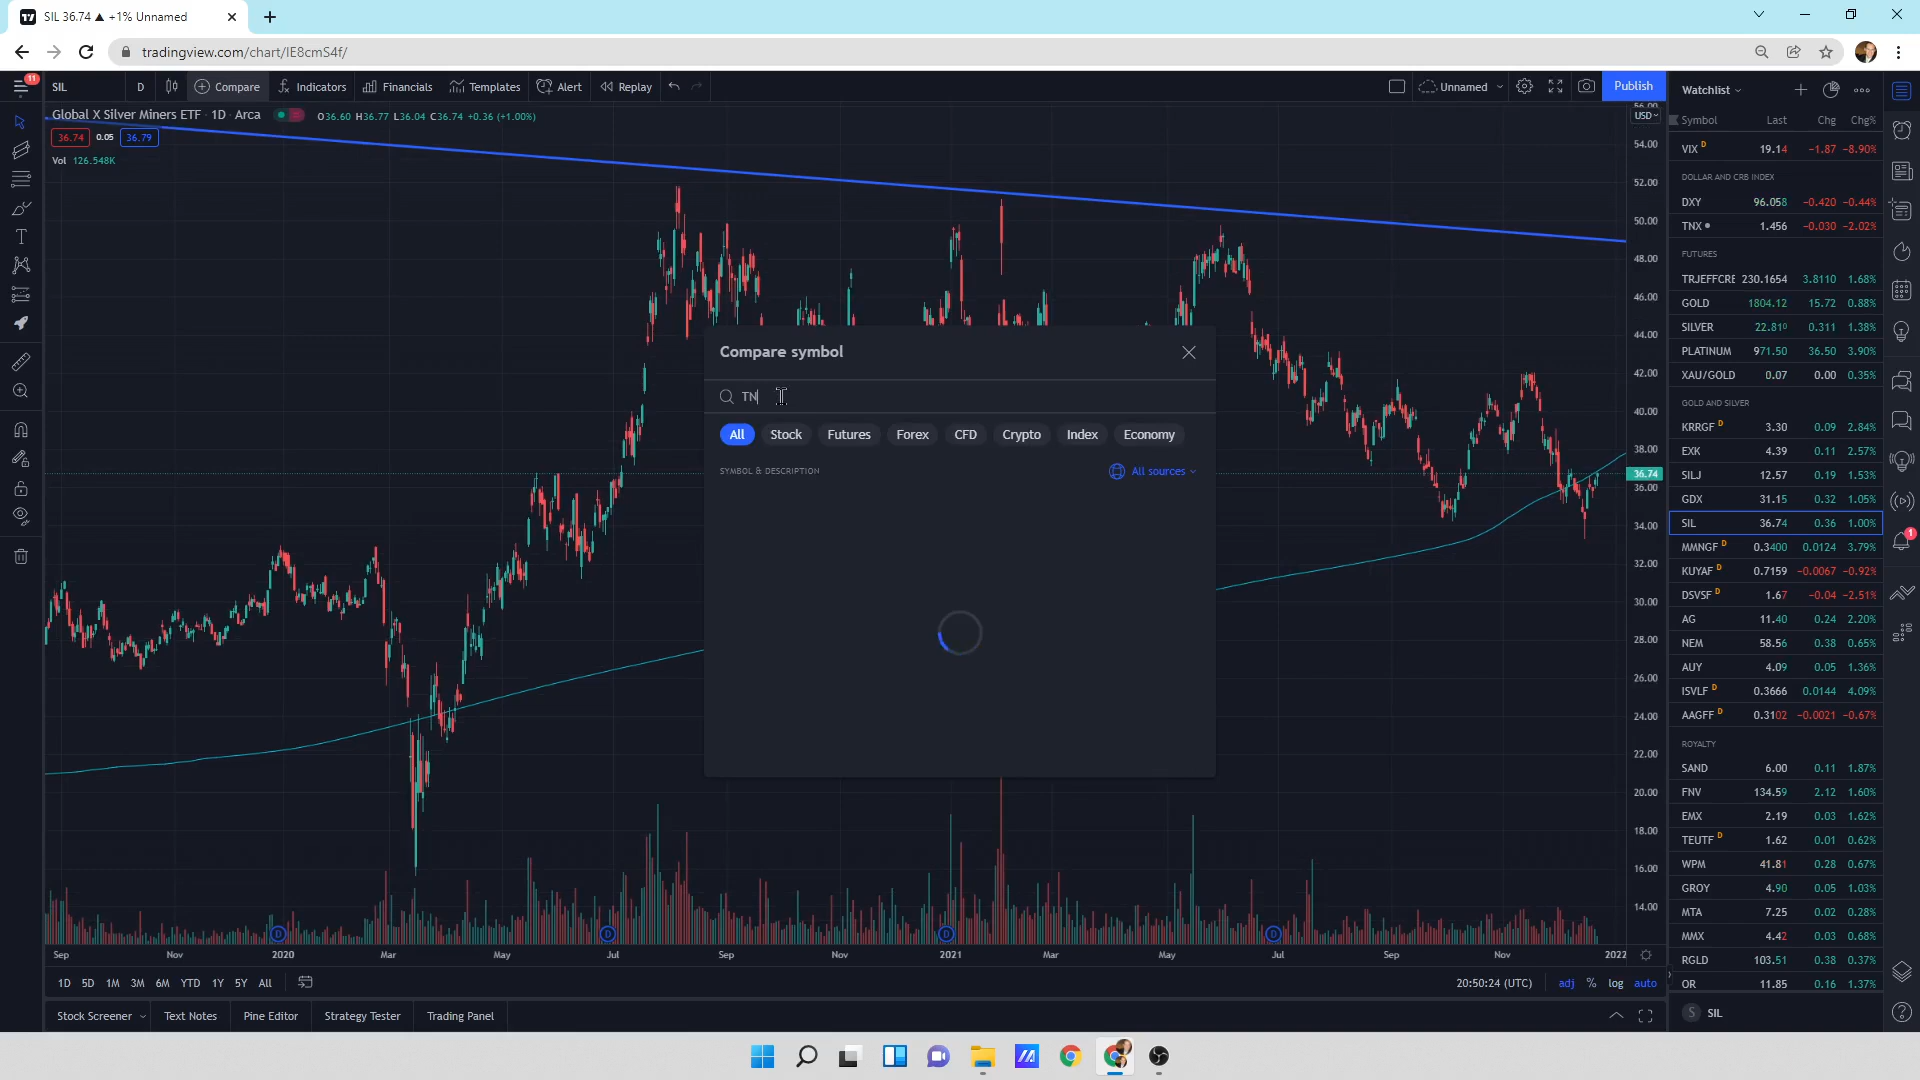 SIL 36.74 ▲ +1% Unnamed
tradingview.com/chart/IE8cmS4f/
11
SIL D Compare Indicators Financials Templates Alert Replay Unnamed Publish
Global X Silver Miners ETF · 1D · Arca O36.60 H36.77 L36.04 C36.74 +0.36 (+1.00%)
36.74 0.05 36.79
Vol 126.548K
USD
56.00
54.00
52.00
50.00
48.00
46.00
44.00
42.00
40.00
38.00
36.74
36.00
34.00
32.00
30.00
28.00
26.00
24.00
22.00
20.00
18.00
16.00
14.00
Compare symbol
TN
All Stock Futures Forex CFD Crypto Index Economy
SYMBOL & DESCRIPTION All sources
D D D D
Sep Nov 2020 Mar May Jul Sep Nov 2021 Mar May Jul Sep Nov 2022
1D 5D 1M 3M 6M YTD 1Y 5Y All 20:50:24 (UTC) adj % log auto
Stock Screener Text Notes Pine Editor Strategy Tester Trading Panel
Watchlist
Symbol Last Chg Chg%
VIX D 19.14 −1.87 −8.90%
DOLLAR AND CRB INDEX
DXY 96.058 −0.420 −0.44%
TNX 1.456 −0.030 −2.02%
FUTURES
TRJEFFCRE 230.1654 3.8110 1.68%
GOLD 1804.12 15.72 0.88%
SILVER 22.810 0.311 1.38%
PLATINUM 971.50 36.50 3.90%
XAU/GOLD 0.07 0.00 0.35%
GOLD AND SILVER
KRRGF D 3.30 0.09 2.84%
EXK 4.39 0.11 2.57%
SILJ 12.57 0.19 1.53%
GDX 31.15 0.32 1.05%
SIL 36.74 0.36 1.00%
MMNGF D 0.3400 0.0124 3.79%
KUYAF D 0.7159 −0.0067 −0.92%
DSVSF D 1.67 −0.04 −2.51%
AG 11.40 0.24 2.20%
NEM 58.56 0.38 0.65%
AUY 4.09 0.05 1.36%
ISVLF D 0.3666 0.0144 4.09%
AAGFF D 0.3102 −0.0021 −0.67%
ROYALTY
SAND 6.00 0.11 1.87%
FNV 134.59 2.12 1.60%
EMX 2.19 0.03 1.62%
TEUTF D 1.62 0.01 0.62%
WPM 41.81 0.28 0.67%
GROY 4.90 0.05 1.03%
MTA 7.25 0.02 0.28%
MMX 4.42 0.03 0.68%
RGLD 103.51 0.38 0.37%
OR 11.85 0.16 1.37%
S SIL
1